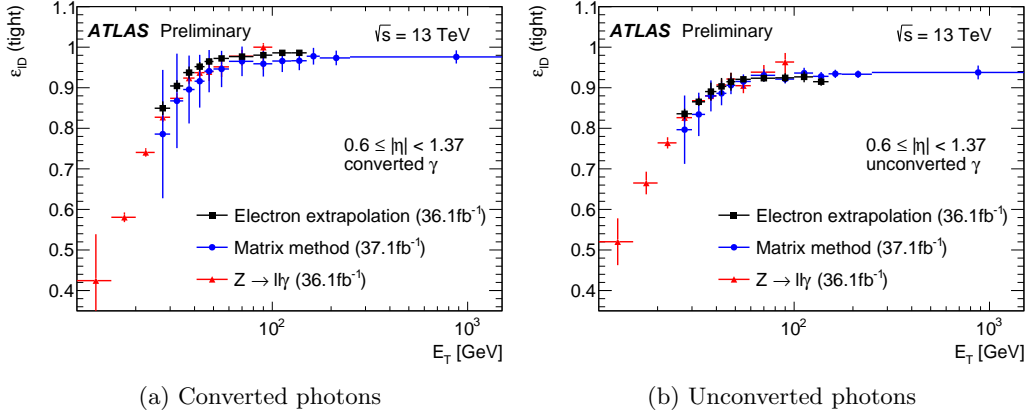 ε_ID (tight)
1.1
1
0.9
0.8
0.7
0.6
0.5
0.4
ATLAS Preliminary
√s = 13 TeV
0.6 ≤ |η| < 1.37
converted γ
Electron extrapolation (36.1fb⁻¹)
Matrix method (37.1fb⁻¹)
Z → llγ (36.1fb⁻¹)
10²
10³
E_T [GeV]
(a) Converted photons
ε_ID (tight)
1.1
1
0.9
0.8
0.7
0.6
0.5
0.4
ATLAS Preliminary
√s = 13 TeV
0.6 ≤ |η| < 1.37
unconverted γ
Electron extrapolation (36.1fb⁻¹)
Matrix method (37.1fb⁻¹)
Z → llγ (36.1fb⁻¹)
10²
10³
E_T [GeV]
(b) Unconverted photons